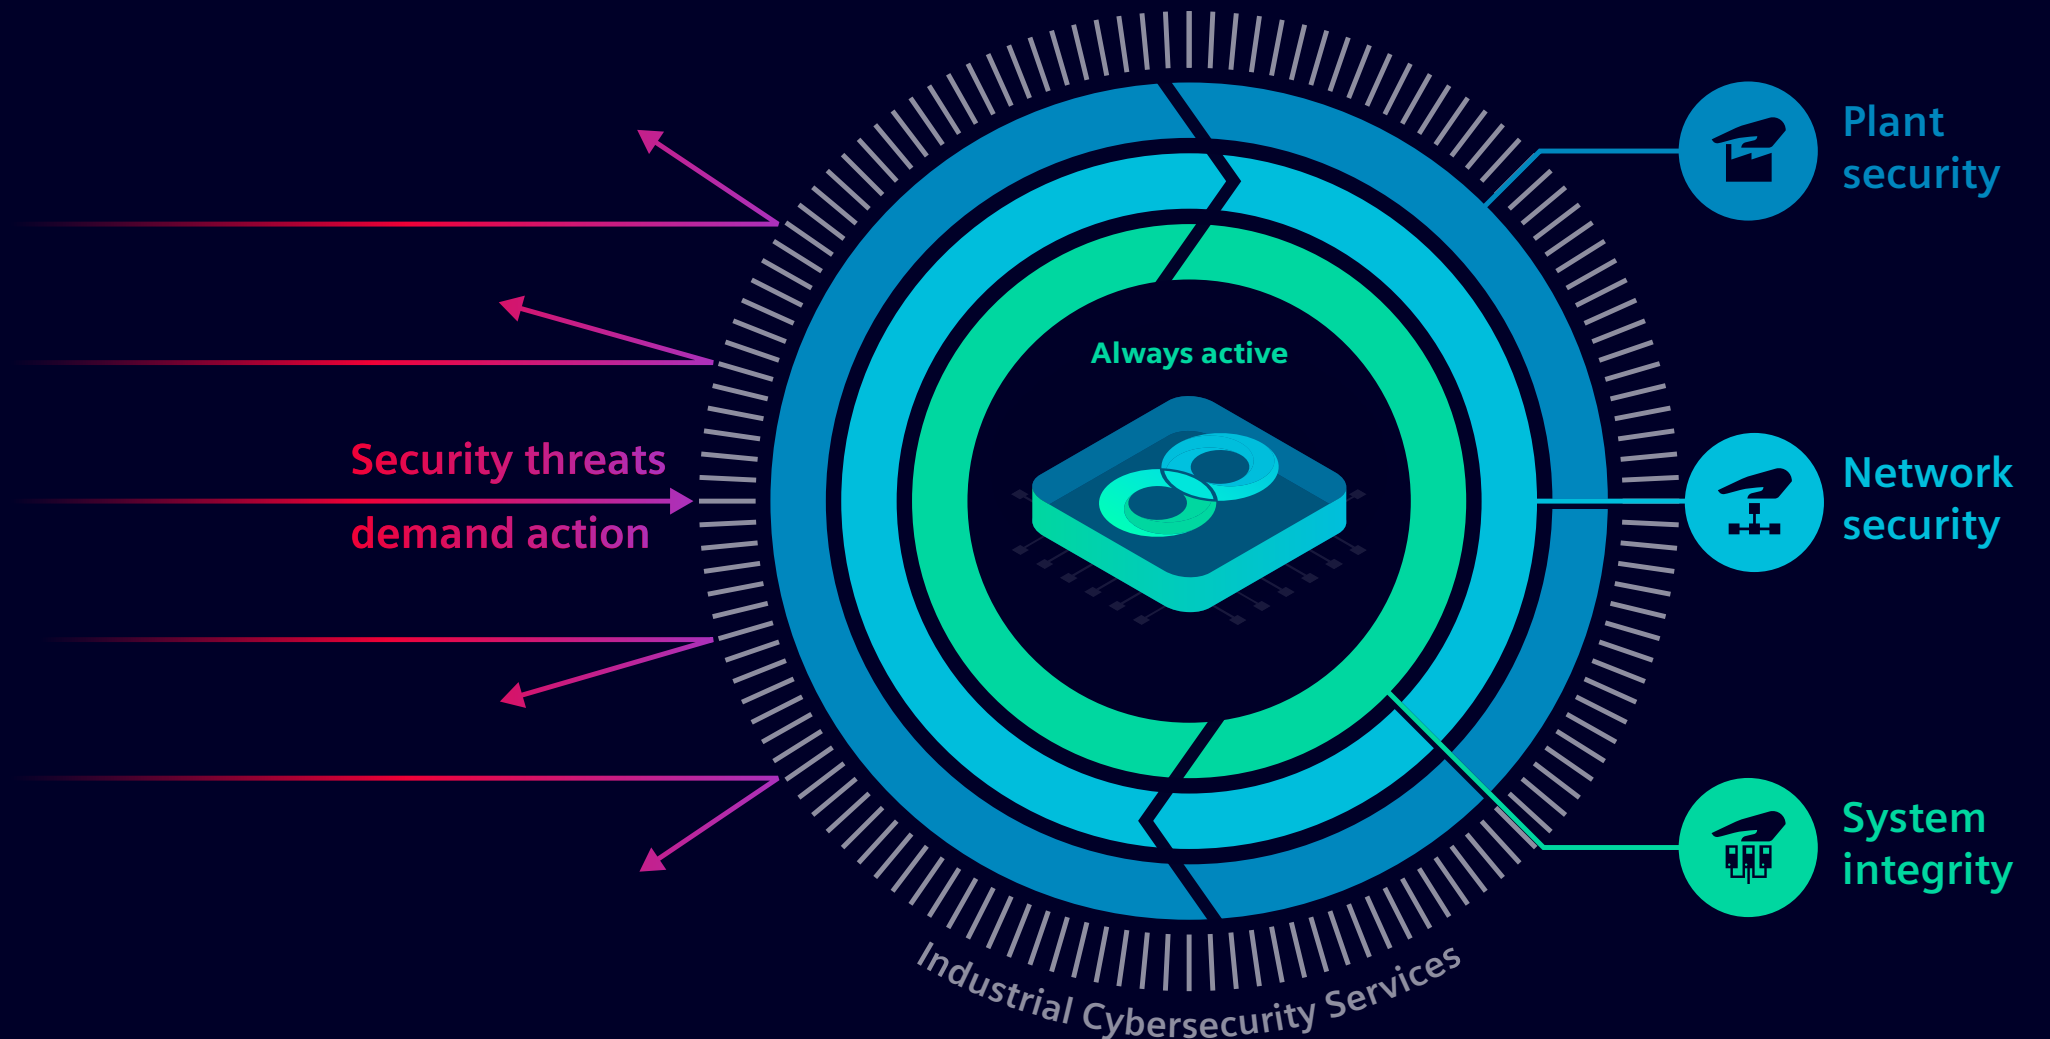 Plant
security
Always active
Security threats
demand action
Network
security
System
integrity
Industrial Cybersecurity Services